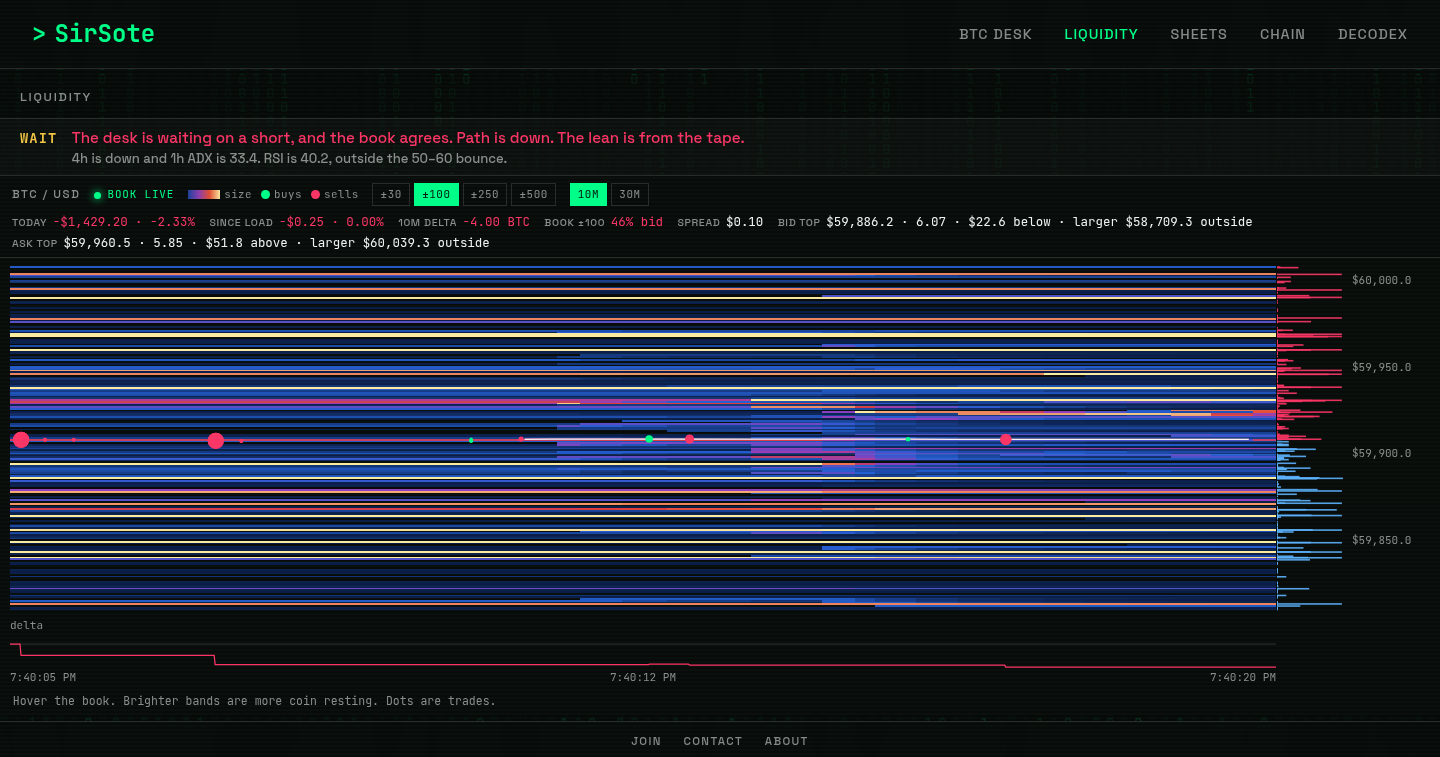 > SirSote
BTC DESK LIQUIDITY SHEETS CHAIN DECODEX
LIQUIDITY
WAIT The desk is waiting on a short, and the book agrees. Path is down. The lean is from the tape.
4h is down and 1h ADX is 33.4. RSI is 40.2, outside the 50–60 bounce.
BTC / USD BOOK LIVE size buys sells ±30 ±100 ±250 ±500 10M 30M
TODAY -$1,429.20 · -2.33% SINCE LOAD -$0.25 · 0.00% 10M DELTA -4.00 BTC BOOK ±100 46% bid SPREAD $0.10 BID TOP $59,886.2 · 6.07 · $22.6 below · larger $58,709.3 outside
ASK TOP $59,960.5 · 5.85 · $51.8 above · larger $60,039.3 outside
$60,000.0
$59,950.0
$59,900.0
$59,850.0
delta
7:40:05 PM 7:40:12 PM 7:40:20 PM
Hover the book. Brighter bands are more coin resting. Dots are trades.
JOIN CONTACT ABOUT